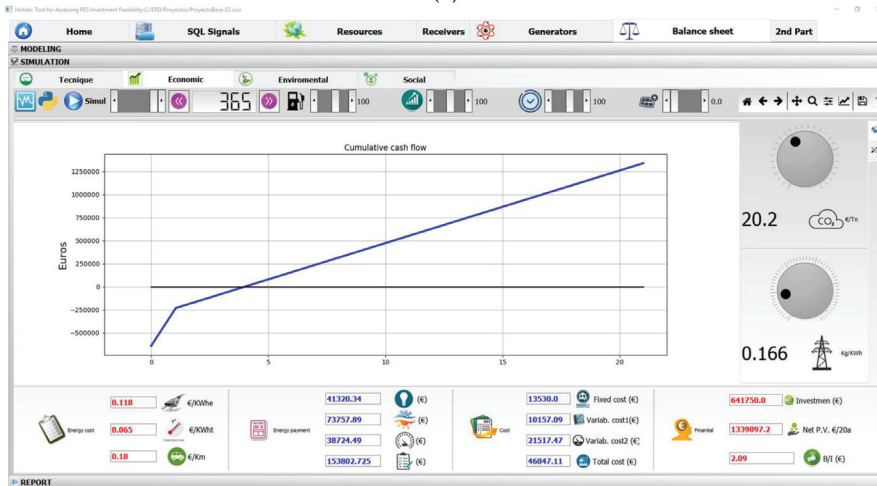 Holistic Tool for Assessing RES Investment Feasibility:C:/ERD/Proyectos/ProyectoBase-E2.usco
Home SQL Signals Resources Receivers Generators Balance sheet 2nd Part
MODELING
SIMULATION
Tecnique Economic Enviromental Social
Simul 365 100 100 100 0.0
Cumulative cash flow
1250000
1000000
750000
500000
250000
0
−250000
−500000
Euros
0 5 10 15 20
20.2 CO₂ €/Tn
0.166 Kg/KWh
Energy cost
0.118 €/KWhe
0.065 €/KWht
0.18 €/Km
Energy payment
41320.34 (€)
73757.89 (€)
38724.49 (€)
153802.725 (€)
Cost
13530.0 Fixed cost (€)
10157.09 Variab. cost1(€)
21517.47 Variab. cost2 (€)
46847.11 Total cost (€)
Finantal
641750.0 Investmen (€)
1339897.2 Net P.V. €/20a
2.09 B/I (€)
REPORT